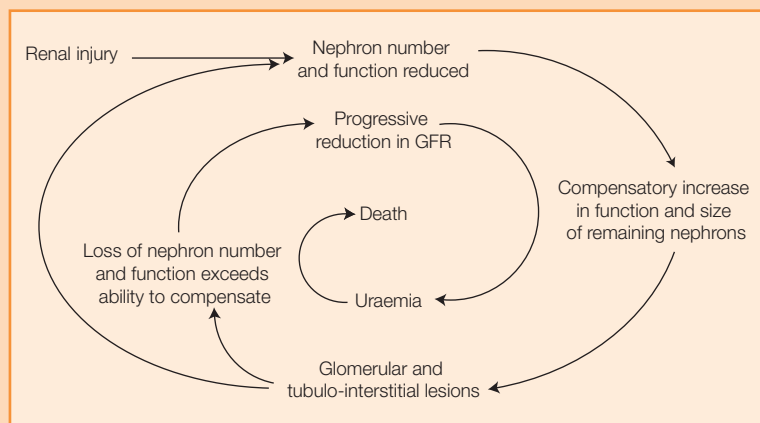 Renal injury
Nephron number
and function reduced
Progressive
reduction in GFR
Compensatory increase
in function and size
of remaining nephrons
Death
Loss of nephron number
and function exceeds
ability to compensate
Uraemia
Glomerular and
tubulo-interstitial lesions